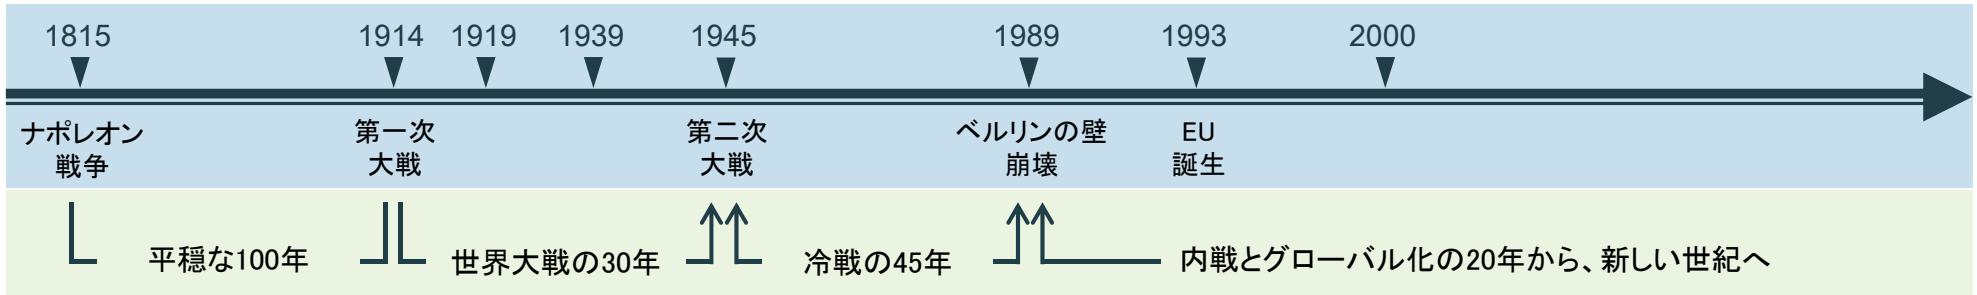 1815 1914 1919 1939 1945 1989 1993 2000
ナポレオン 第一次 第二次 ベルリンの壁 EU
戦争 大戦 大戦 崩壊 誕生
平穏な100年 世界大戦の30年 冷戦の45年 内戦とグローバル化の20年から、新しい世紀へ